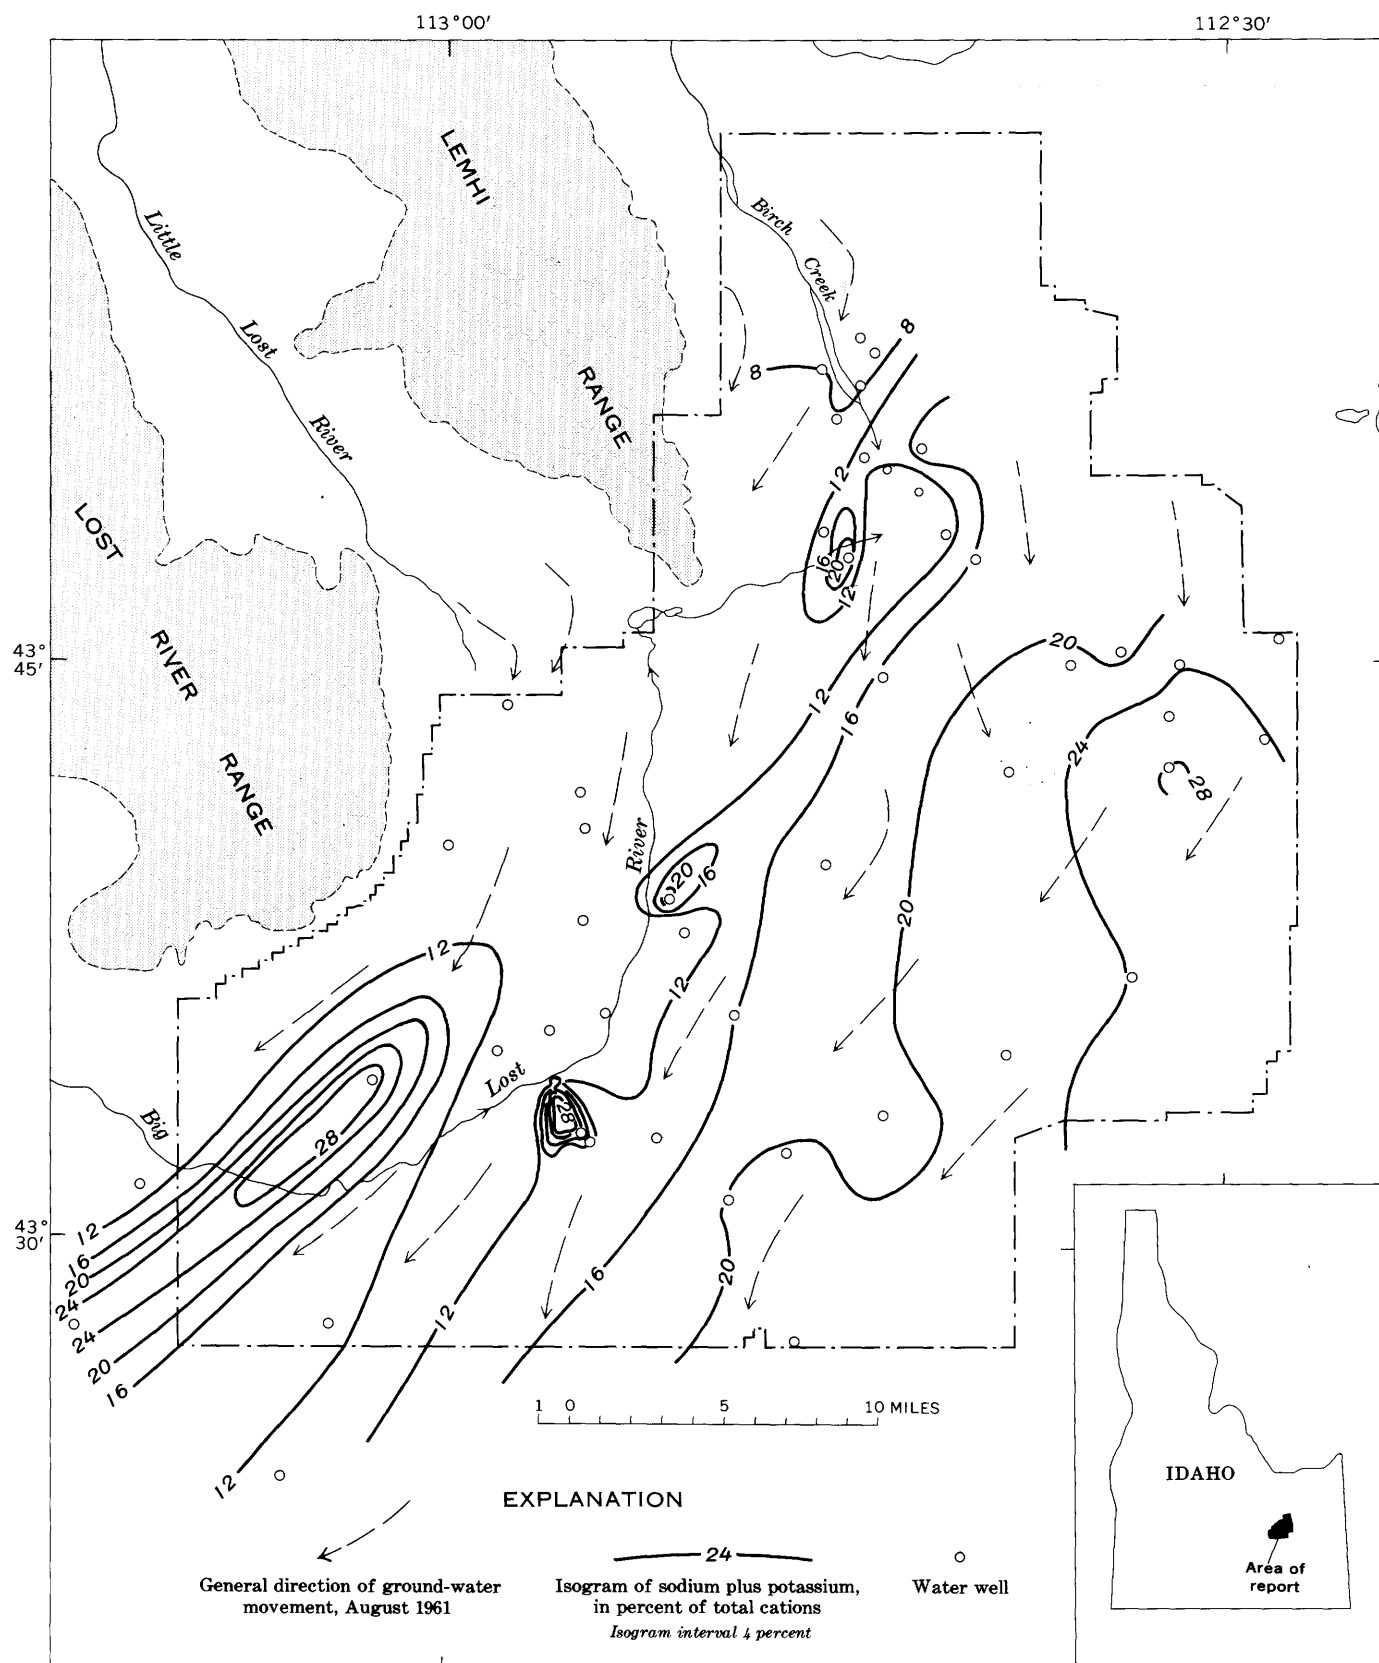 113°00'
112°30'
LEMHI
RANGE
Birch
Creek
Little
Lost
River
LOST
RIVER
RANGE
8
8
12
16
20
12
43°
45'
20
12
16
24
28
River
20
16
20
12
12
Lost
28
Big
28
43°
30'
12
16
20
24
24
20
16
12
12
16
20
1 0 5 10 MILES
EXPLANATION
24
General direction of ground-water
movement, August 1961
Isogram of sodium plus potassium,
in percent of total cations
Isogram interval 4 percent
Water well
IDAHO
Area of
report